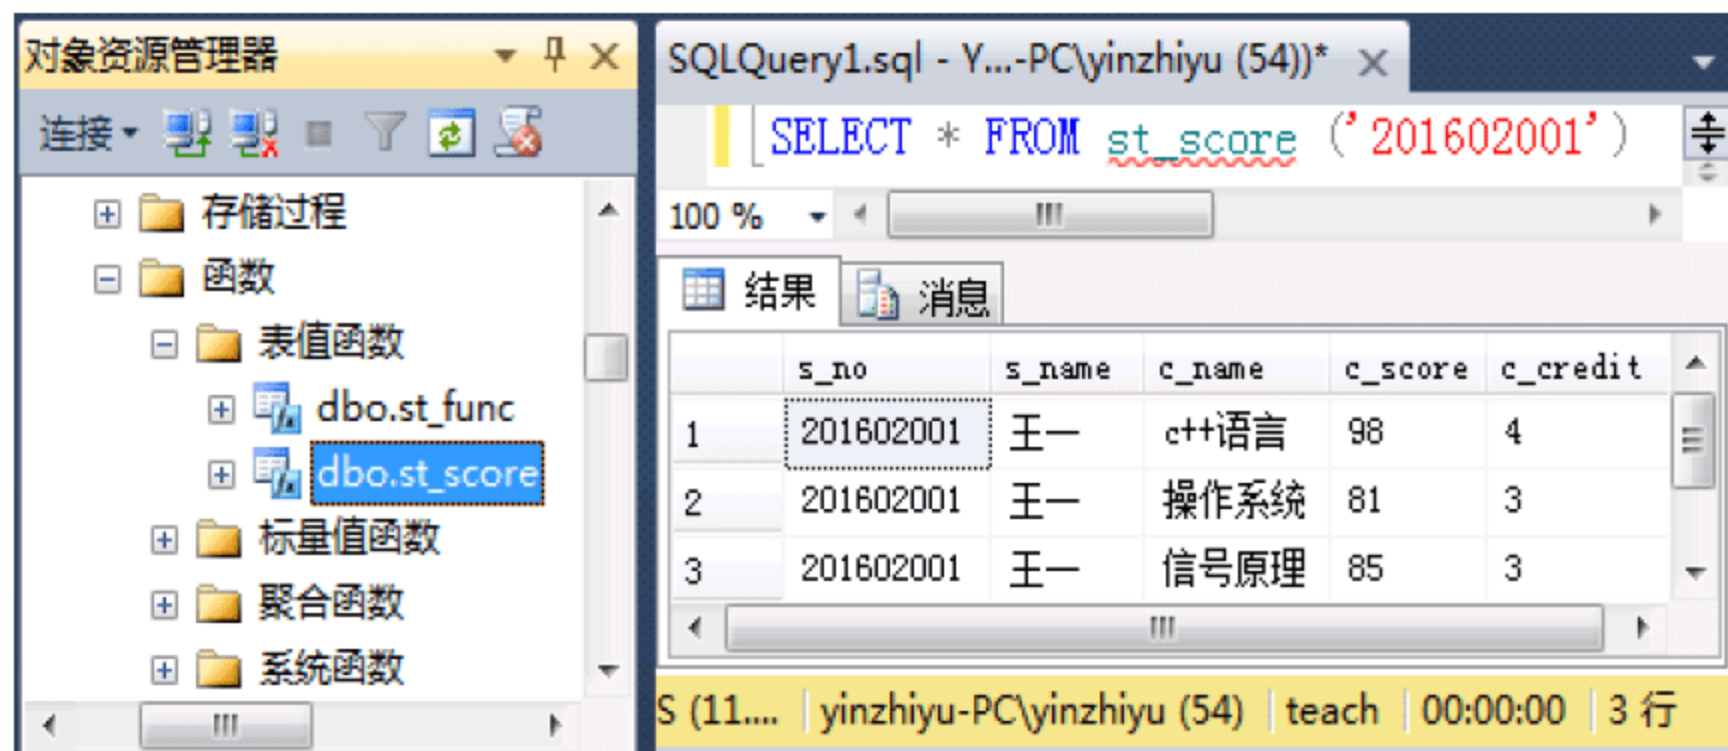 对象资源管理器
连接
存储过程
函数
表值函数
dbo.st_func
dbo.st_score
标量值函数
聚合函数
系统函数
SQLQuery1.sql - Y...-PC\yinzhiyu (54))*
SELECT * FROM st_score ('201602001')
100 %
结果 消息
s_no s_name c_name c_score c_credit
1 201602001 王一 c++语言 98 4
2 201602001 王一 操作系统 81 3
3 201602001 王一 信号原理 85 3
S (11.... yinzhiyu-PC\yinzhiyu (54) teach 00:00:00 3 行